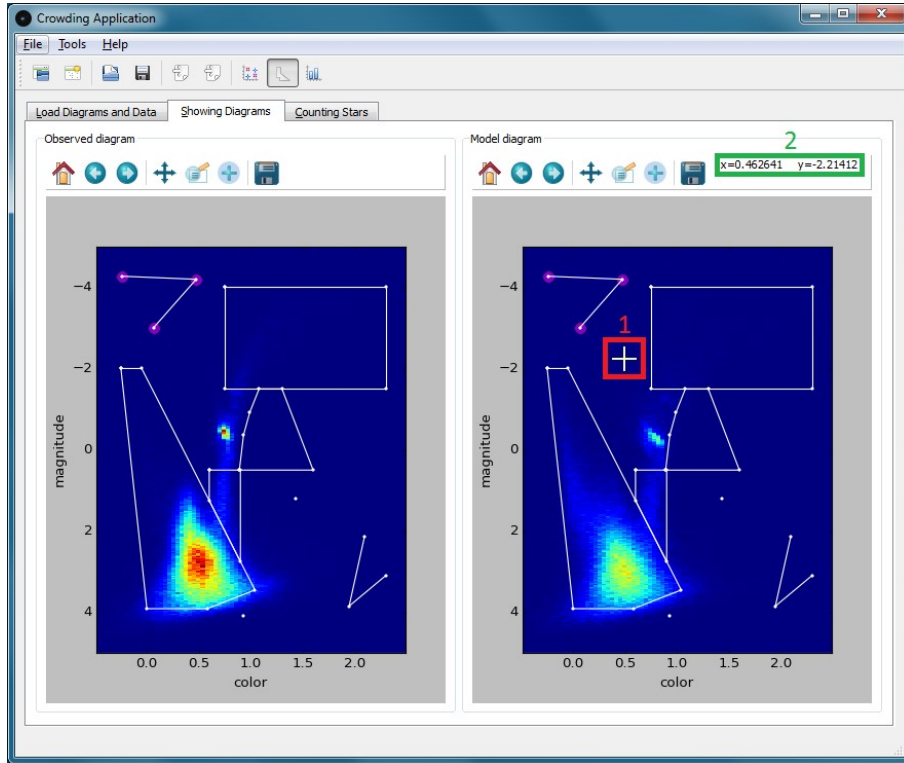 Crowding Application
File Tools Help
Load Diagrams and Data Showing Diagrams Counting Stars
Observed diagram
−4
−2
0
2
4
magnitude
0.0 0.5 1.0 1.5 2.0
color
Model diagram
2
x=0.462641 y=-2.21412
1
−4
−2
0
2
4
magnitude
0.0 0.5 1.0 1.5 2.0
color